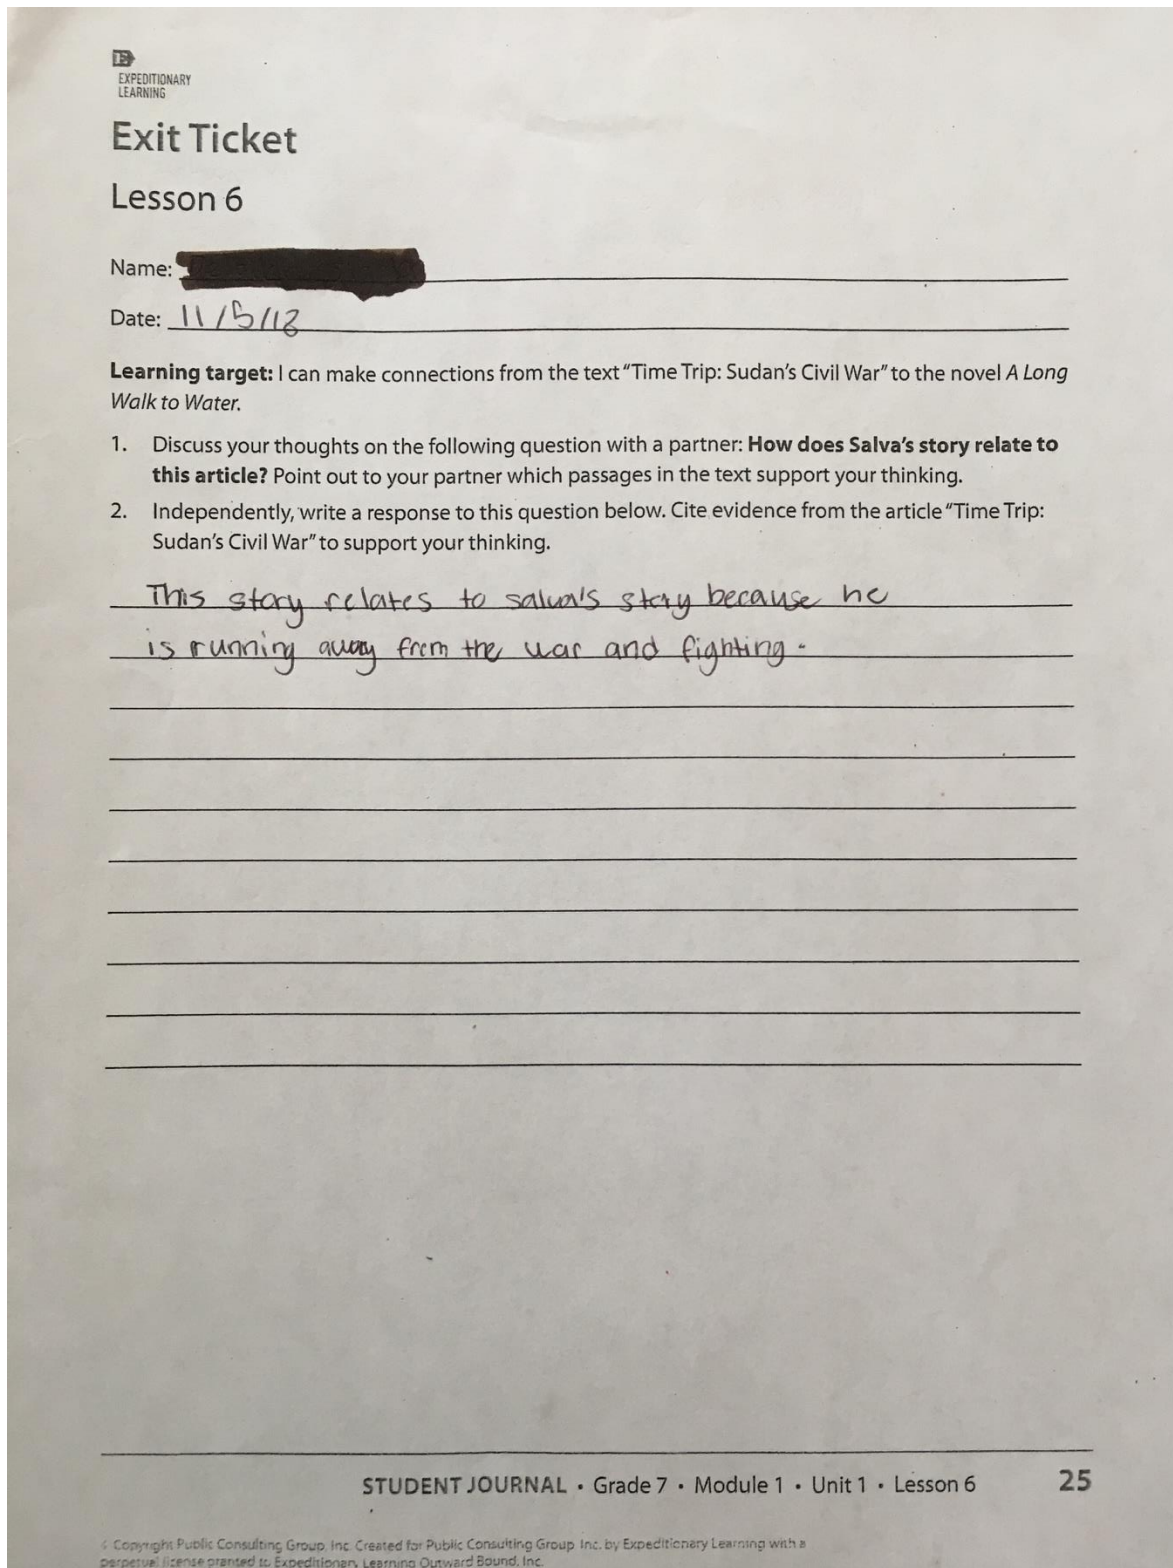 EXPEDITIONARY
LEARNING
Exit Ticket
Lesson 6
Name:
Date: 11/5/18
Learning target: I can make connections from the text “Time Trip: Sudan’s Civil War” to the novel A Long
Walk to Water.
1. Discuss your thoughts on the following question with a partner: How does Salva’s story relate to
this article? Point out to your partner which passages in the text support your thinking.
2. Independently, write a response to this question below. Cite evidence from the article “Time Trip:
Sudan’s Civil War” to support your thinking.
This story relates to salva's story because he
is running away from the war and fighting.
STUDENT JOURNAL • Grade 7 • Module 1 • Unit 1 • Lesson 6 25
Copyright Public Consulting Group, Inc. Created for Public Consulting Group Inc. by Expeditionary Learning with a
perpetual license granted to Expeditionary Learning Outward Bound, Inc.